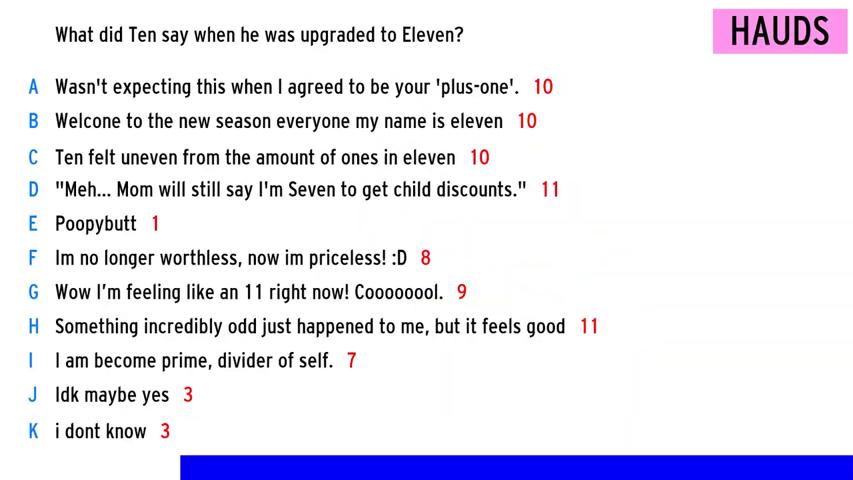 What did Ten say when he was upgraded to Eleven?
HAUDS
A Wasn't expecting this when I agreed to be your 'plus-one'. 10
B Welcone to the new season everyone my name is eleven 10
C Ten felt uneven from the amount of ones in eleven 10
D "Meh... Mom will still say I'm Seven to get child discounts." 11
E Poopybutt 1
F Im no longer worthless, now im priceless! :D 8
G Wow I'm feeling like an 11 right now! Coooooool. 9
H Something incredibly odd just happened to me, but it feels good 11
I I am become prime, divider of self. 7
J Idk maybe yes 3
K i dont know 3